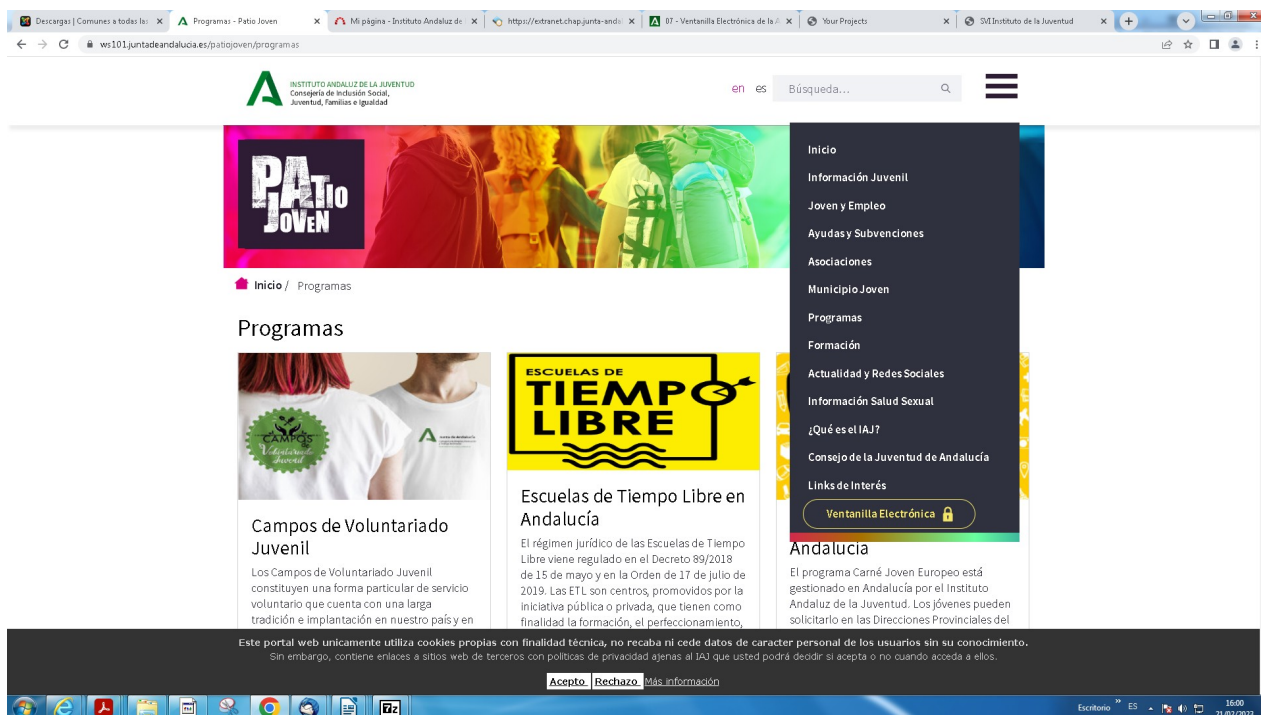 Descargas | Comunes a todas las
Programas - Patio Joven
Mi página - Instituto Andaluz de
https://extranet.chap.junta-anda
07 - Ventanilla Electrónica de la A
Your Projects
SVI Instituto de la Juventud
ws101.juntadeandalucia.es/patiojoven/programas
INSTITUTO ANDALUZ DE LA JUVENTUD
Consejería de Inclusión Social,
Juventud, Familias e Igualdad
en es
Búsqueda...
PATIO
JOVEN
Inicio
Información Juvenil
Joven y Empleo
Ayudas y Subvenciones
Asociaciones
Municipio Joven
Programas
Formación
Actualidad y Redes Sociales
Información Salud Sexual
¿Qué es el IAJ?
Consejo de la Juventud de Andalucía
Links de Interés
Ventanilla Electrónica
Inicio / Programas
Programas
CAMPOS
de
Voluntariado
Juvenil
Campos de Voluntariado
Juvenil
Los Campos de Voluntariado Juvenil
constituyen una forma particular de servicio
voluntario que cuenta con una larga
tradición e implantación en nuestro país y en
ESCUELAS DE
TIEMPO
LIBRE
Escuelas de Tiempo Libre en
Andalucía
El régimen jurídico de las Escuelas de Tiempo
Libre viene regulado en el Decreto 89/2018
de 15 de mayo y en la Orden de 17 de julio de
2019. Las ETL son centros, promovidos por la
iniciativa pública o privada, que tienen como
finalidad la formación, el perfeccionamiento,
Andalucía
El programa Carné Joven Europeo está
gestionado en Andalucía por el Instituto
Andaluz de la Juventud. Los jóvenes pueden
solicitarlo en las Direcciones Provinciales del
Este portal web unicamente utiliza cookies propias con finalidad técnica, no recaba ni cede datos de caracter personal de los usuarios sin su conocimiento.
Sin embargo, contiene enlaces a sitios web de terceros con politicas de privacidad ajenas al IAJ que usted podrá decidir si acepta o no cuando acceda a ellos.
Acepto Rechazo Más información
Escritorio ES 16:00